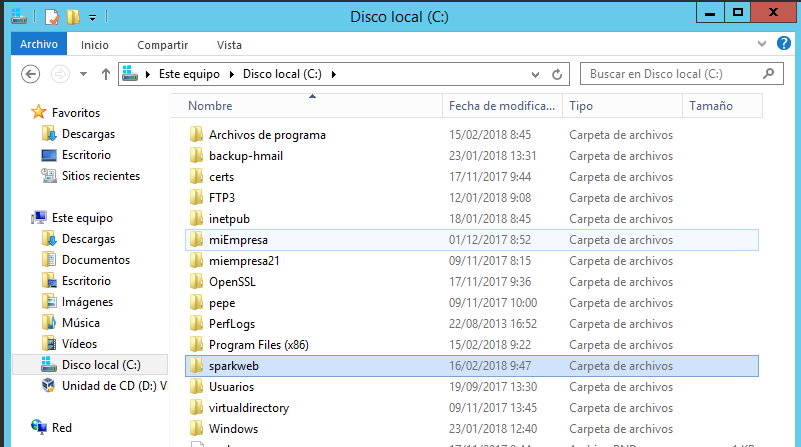 Disco local (C:)
Archivo Inicio Compartir Vista
Este equipo Disco local (C:) Buscar en Disco local (C:)
Nombre Fecha de modifica... Tipo Tamaño
Favoritos
Descargas
Escritorio
Sitios recientes
Este equipo
Descargas
Documentos
Escritorio
Imágenes
Música
Vídeos
Disco local (C:)
Unidad de CD (D:) V
Red
Archivos de programa 15/02/2018 8:45 Carpeta de archivos
backup-hmail 23/01/2018 13:31 Carpeta de archivos
certs 17/11/2017 9:44 Carpeta de archivos
FTP3 12/01/2018 9:08 Carpeta de archivos
inetpub 18/01/2018 8:45 Carpeta de archivos
miEmpresa 01/12/2017 8:52 Carpeta de archivos
miempresa21 09/11/2017 8:15 Carpeta de archivos
OpenSSL 17/11/2017 9:36 Carpeta de archivos
pepe 09/11/2017 10:00 Carpeta de archivos
PerfLogs 22/08/2013 16:52 Carpeta de archivos
Program Files (x86) 15/02/2018 9:22 Carpeta de archivos
sparkweb 16/02/2018 9:47 Carpeta de archivos
Usuarios 19/09/2017 13:30 Carpeta de archivos
virtualdirectory 09/11/2017 13:45 Carpeta de archivos
Windows 23/01/2018 12:40 Carpeta de archivos